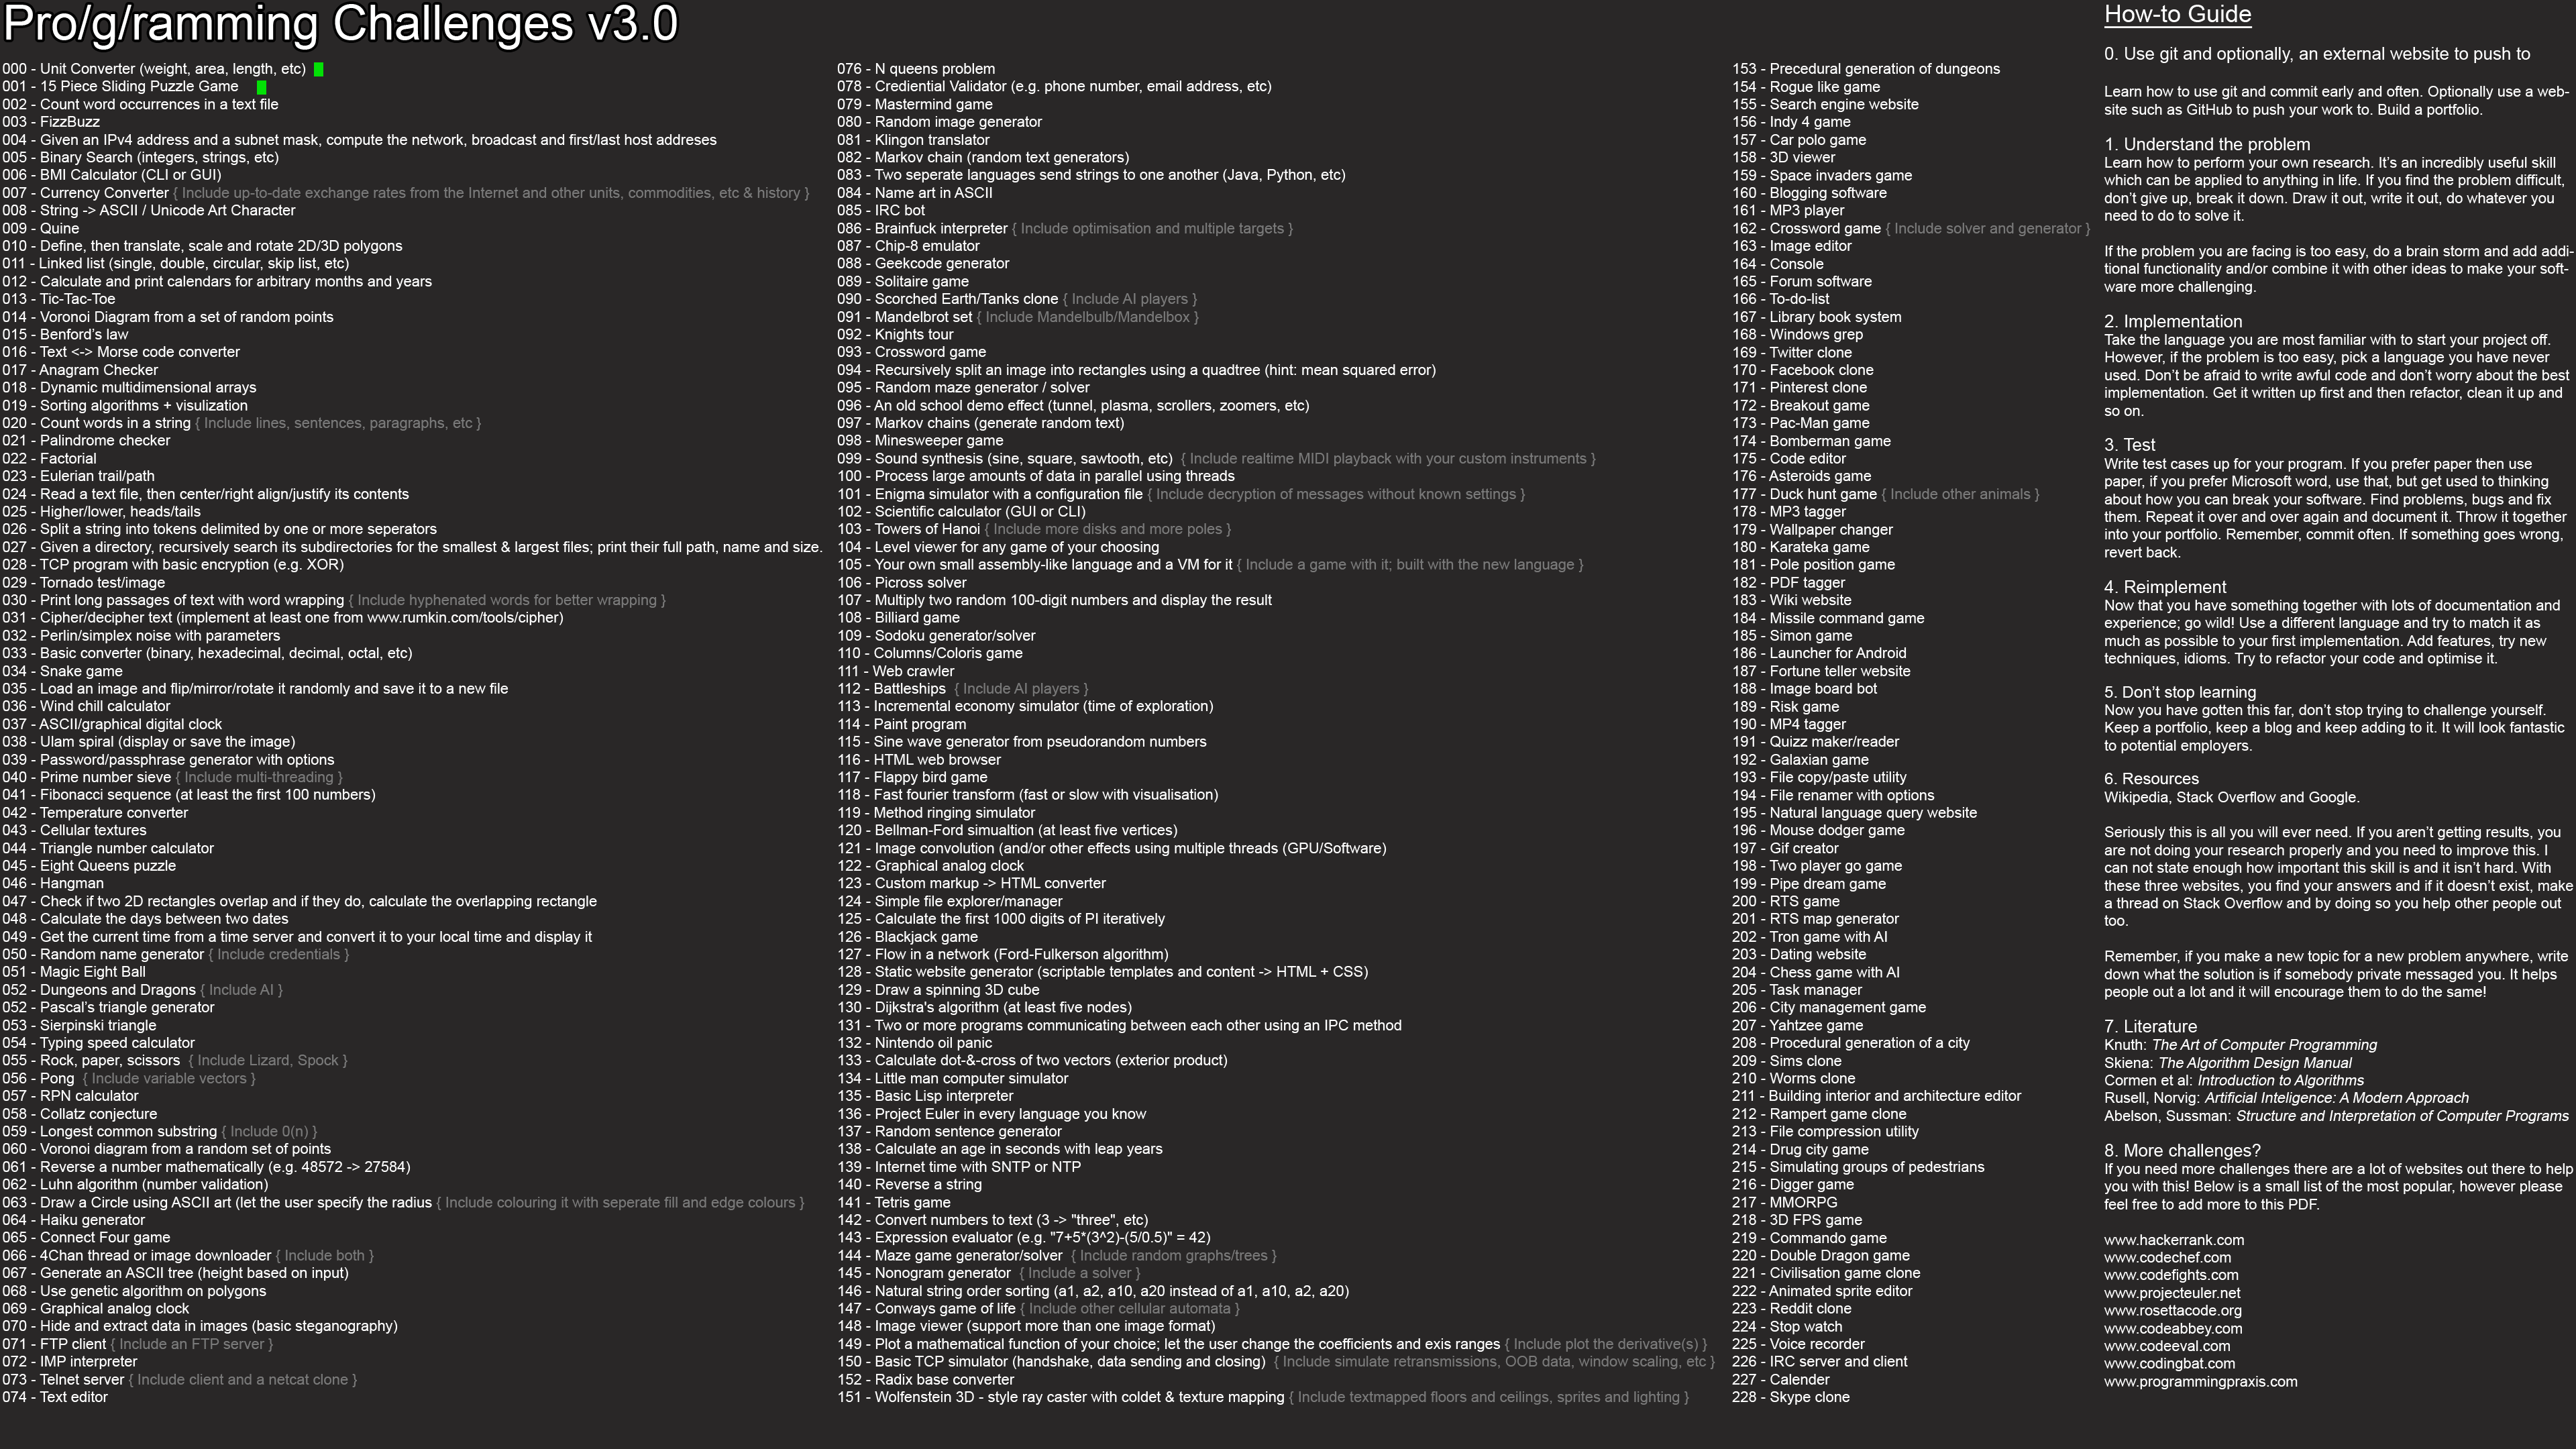 Pro/g/ramming Challenges v3.0
000 - Unit Converter (weight, area, length, etc)
001 - 15 Piece Sliding Puzzle Game
002 - Count word occurrences in a text file
003 - FizzBuzz
004 - Given an IPv4 address and a subnet mask, compute the network, broadcast and first/last host addreses
005 - Binary Search (integers, strings, etc)
006 - BMI Calculator (CLI or GUI)
007 - Currency Converter { Include up-to-date exchange rates from the Internet and other units, commodities, etc & history }
008 - String -> ASCII / Unicode Art Character
009 - Quine
010 - Define, then translate, scale and rotate 2D/3D polygons
011 - Linked list (single, double, circular, skip list, etc)
012 - Calculate and print calendars for arbitrary months and years
013 - Tic-Tac-Toe
014 - Voronoi Diagram from a set of random points
015 - Benford's law
016 - Text <-> Morse code converter
017 - Anagram Checker
018 - Dynamic multidimensional arrays
019 - Sorting algorithms + visulization
020 - Count words in a string { Include lines, sentences, paragraphs, etc }
021 - Palindrome checker
022 - Factorial
023 - Eulerian trail/path
024 - Read a text file, then center/right align/justify its contents
025 - Higher/lower, heads/tails
026 - Split a string into tokens delimited by one or more seperators
027 - Given a directory, recursively search its subdirectories for the smallest & largest files; print their full path, name and size.
028 - TCP program with basic encryption (e.g. XOR)
029 - Tornado test/image
030 - Print long passages of text with word wrapping { Include hyphenated words for better wrapping }
031 - Cipher/decipher text (implement at least one from www.rumkin.com/tools/cipher)
032 - Perlin/simplex noise with parameters
033 - Basic converter (binary, hexadecimal, decimal, octal, etc)
034 - Snake game
035 - Load an image and flip/mirror/rotate it randomly and save it to a new file
036 - Wind chill calculator
037 - ASCII/graphical digital clock
038 - Ulam spiral (display or save the image)
039 - Password/passphrase generator with options
040 - Prime number sieve { Include multi-threading }
041 - Fibonacci sequence (at least the first 100 numbers)
042 - Temperature converter
043 - Cellular textures
044 - Triangle number calculator
045 - Eight Queens puzzle
046 - Hangman
047 - Check if two 2D rectangles overlap and if they do, calculate the overlapping rectangle
048 - Calculate the days between two dates
049 - Get the current time from a time server and convert it to your local time and display it
050 - Random name generator { Include credentials }
051 - Magic Eight Ball
052 - Dungeons and Dragons { Include AI }
052 - Pascal's triangle generator
053 - Sierpinski triangle
054 - Typing speed calculator
055 - Rock, paper, scissors { Include Lizard, Spock }
056 - Pong { Include variable vectors }
057 - RPN calculator
058 - Collatz conjecture
059 - Longest common substring { Include 0(n) }
060 - Voronoi diagram from a random set of points
061 - Reverse a number mathematically (e.g. 48572 -> 27584)
062 - Luhn algorithm (number validation)
063 - Draw a Circle using ASCII art (let the user specify the radius { Include colouring it with seperate fill and edge colours }
064 - Haiku generator
065 - Connect Four game
066 - 4Chan thread or image downloader { Include both }
067 - Generate an ASCII tree (height based on input)
068 - Use genetic algorithm on polygons
069 - Graphical analog clock
070 - Hide and extract data in images (basic steganography)
071 - FTP client { Include an FTP server }
072 - IMP interpreter
073 - Telnet server { Include client and a netcat clone }
074 - Text editor
076 - N queens problem
078 - Crediential Validator (e.g. phone number, email address, etc)
079 - Mastermind game
080 - Random image generator
081 - Klingon translator
082 - Markov chain (random text generators)
083 - Two seperate languages send strings to one another (Java, Python, etc)
084 - Name art in ASCII
085 - IRC bot
086 - Brainfuck interpreter { Include optimisation and multiple targets }
087 - Chip-8 emulator
088 - Geekcode generator
089 - Solitaire game
090 - Scorched Earth/Tanks clone { Include AI players }
091 - Mandelbrot set { Include Mandelbulb/Mandelbox }
092 - Knights tour
093 - Crossword game
094 - Recursively split an image into rectangles using a quadtree (hint: mean squared error)
095 - Random maze generator / solver
096 - An old school demo effect (tunnel, plasma, scrollers, zoomers, etc)
097 - Markov chains (generate random text)
098 - Minesweeper game
099 - Sound synthesis (sine, square, sawtooth, etc) { Include realtime MIDI playback with your custom instruments }
100 - Process large amounts of data in parallel using threads
101 - Enigma simulator with a configuration file { Include decryption of messages without known settings }
102 - Scientific calculator (GUI or CLI)
103 - Towers of Hanoi { Include more disks and more poles }
104 - Level viewer for any game of your choosing
105 - Your own small assembly-like language and a VM for it { Include a game with it; built with the new language }
106 - Picross solver
107 - Multiply two random 100-digit numbers and display the result
108 - Billiard game
109 - Sodoku generator/solver
110 - Columns/Coloris game
111 - Web crawler
112 - Battleships { Include AI players }
113 - Incremental economy simulator (time of exploration)
114 - Paint program
115 - Sine wave generator from pseudorandom numbers
116 - HTML web browser
117 - Flappy bird game
118 - Fast fourier transform (fast or slow with visualisation)
119 - Method ringing simulator
120 - Bellman-Ford simualtion (at least five vertices)
121 - Image convolution (and/or other effects using multiple threads (GPU/Software)
122 - Graphical analog clock
123 - Custom markup -> HTML converter
124 - Simple file explorer/manager
125 - Calculate the first 1000 digits of PI iteratively
126 - Blackjack game
127 - Flow in a network (Ford-Fulkerson algorithm)
128 - Static website generator (scriptable templates and content -> HTML + CSS)
129 - Draw a spinning 3D cube
130 - Dijkstra's algorithm (at least five nodes)
131 - Two or more programs communicating between each other using an IPC method
132 - Nintendo oil panic
133 - Calculate dot-&-cross of two vectors (exterior product)
134 - Little man computer simulator
135 - Basic Lisp interpreter
136 - Project Euler in every language you know
137 - Random sentence generator
138 - Calculate an age in seconds with leap years
139 - Internet time with SNTP or NTP
140 - Reverse a string
141 - Tetris game
142 - Convert numbers to text (3 -> "three", etc)
143 - Expression evaluator (e.g. "7+5*(3^2)-(5/0.5)" = 42)
144 - Maze game generator/solver { Include random graphs/trees }
145 - Nonogram generator { Include a solver }
146 - Natural string order sorting (a1, a2, a10, a20 instead of a1, a10, a2, a20)
147 - Conways game of life { Include other cellular automata }
148 - Image viewer (support more than one image format)
149 - Plot a mathematical function of your choice; let the user change the coefficients and exis ranges { Include plot the derivative(s) }
150 - Basic TCP simulator (handshake, data sending and closing) { Include simulate retransmissions, OOB data, window scaling, etc }
152 - Radix base converter
151 - Wolfenstein 3D - style ray caster with coldet & texture mapping { Include textmapped floors and ceilings, sprites and lighting }
153 - Precedural generation of dungeons
154 - Rogue like game
155 - Search engine website
156 - Indy 4 game
157 - Car polo game
158 - 3D viewer
159 - Space invaders game
160 - Blogging software
161 - MP3 player
162 - Crossword game { Include solver and generator }
163 - Image editor
164 - Console
165 - Forum software
166 - To-do-list
167 - Library book system
168 - Windows grep
169 - Twitter clone
170 - Facebook clone
171 - Pinterest clone
172 - Breakout game
173 - Pac-Man game
174 - Bomberman game
175 - Code editor
176 - Asteroids game
177 - Duck hunt game { Include other animals }
178 - MP3 tagger
179 - Wallpaper changer
180 - Karateka game
181 - Pole position game
182 - PDF tagger
183 - Wiki website
184 - Missile command game
185 - Simon game
186 - Launcher for Android
187 - Fortune teller website
188 - Image board bot
189 - Risk game
190 - MP4 tagger
191 - Quizz maker/reader
192 - Galaxian game
193 - File copy/paste utility
194 - File renamer with options
195 - Natural language query website
196 - Mouse dodger game
197 - Gif creator
198 - Two player go game
199 - Pipe dream game
200 - RTS game
201 - RTS map generator
202 - Tron game with AI
203 - Dating website
204 - Chess game with AI
205 - Task manager
206 - City management game
207 - Yahtzee game
208 - Procedural generation of a city
209 - Sims clone
210 - Worms clone
211 - Building interior and architecture editor
212 - Rampert game clone
213 - File compression utility
214 - Drug city game
215 - Simulating groups of pedestrians
216 - Digger game
217 - MMORPG
218 - 3D FPS game
219 - Commando game
220 - Double Dragon game
221 - Civilisation game clone
222 - Animated sprite editor
223 - Reddit clone
224 - Stop watch
225 - Voice recorder
226 - IRC server and client
227 - Calender
228 - Skype clone
How-to Guide
0. Use git and optionally, an external website to push to
Learn how to use git and commit early and often. Optionally use a web-
site such as GitHub to push your work to. Build a portfolio.
1. Understand the problem
Learn how to perform your own research. It's an incredibly useful skill
which can be applied to anything in life. If you find the problem difficult,
don't give up, break it down. Draw it out, write it out, do whatever you
need to do to solve it.
If the problem you are facing is too easy, do a brain storm and add addi-
tional functionality and/or combine it with other ideas to make your soft-
ware more challenging.
2. Implementation
Take the language you are most familiar with to start your project off.
However, if the problem is too easy, pick a language you have never
used. Don't be afraid to write awful code and don't worry about the best
implementation. Get it written up first and then refactor, clean it up and
so on.
3. Test
Write test cases up for your program. If you prefer paper then use
paper, if you prefer Microsoft word, use that, but get used to thinking
about how you can break your software. Find problems, bugs and fix
them. Repeat it over and over again and document it. Throw it together
into your portfolio. Remember, commit often. If something goes wrong,
revert back.
4. Reimplement
Now that you have something together with lots of documentation and
experience; go wild! Use a different language and try to match it as
much as possible to your first implementation. Add features, try new
techniques, idioms. Try to refactor your code and optimise it.
5. Don't stop learning
Now you have gotten this far, don't stop trying to challenge yourself.
Keep a portfolio, keep a blog and keep adding to it. It will look fantastic
to potential employers.
6. Resources
Wikipedia, Stack Overflow and Google.
Seriously this is all you will ever need. If you aren't getting results, you
are not doing your research properly and you need to improve this. I
can not state enough how important this skill is and it isn't hard. With
these three websites, you find your answers and if it doesn't exist, make
a thread on Stack Overflow and by doing so you help other people out
too.
Remember, if you make a new topic for a new problem anywhere, write
down what the solution is if somebody private messaged you. It helps
people out a lot and it will encourage them to do the same!
7. Literature
Knuth: The Art of Computer Programming
Skiena: The Algorithm Design Manual
Cormen et al: Introduction to Algorithms
Rusell, Norvig: Artificial Inteligence: A Modern Approach
Abelson, Sussman: Structure and Interpretation of Computer Programs
8. More challenges?
If you need more challenges there are a lot of websites out there to help
you with this! Below is a small list of the most popular, however please
feel free to add more to this PDF.
www.hackerrank.com
www.codechef.com
www.codefights.com
www.projecteuler.net
www.rosettacode.org
www.codeabbey.com
www.codeeval.com
www.codingbat.com
www.programmingpraxis.com